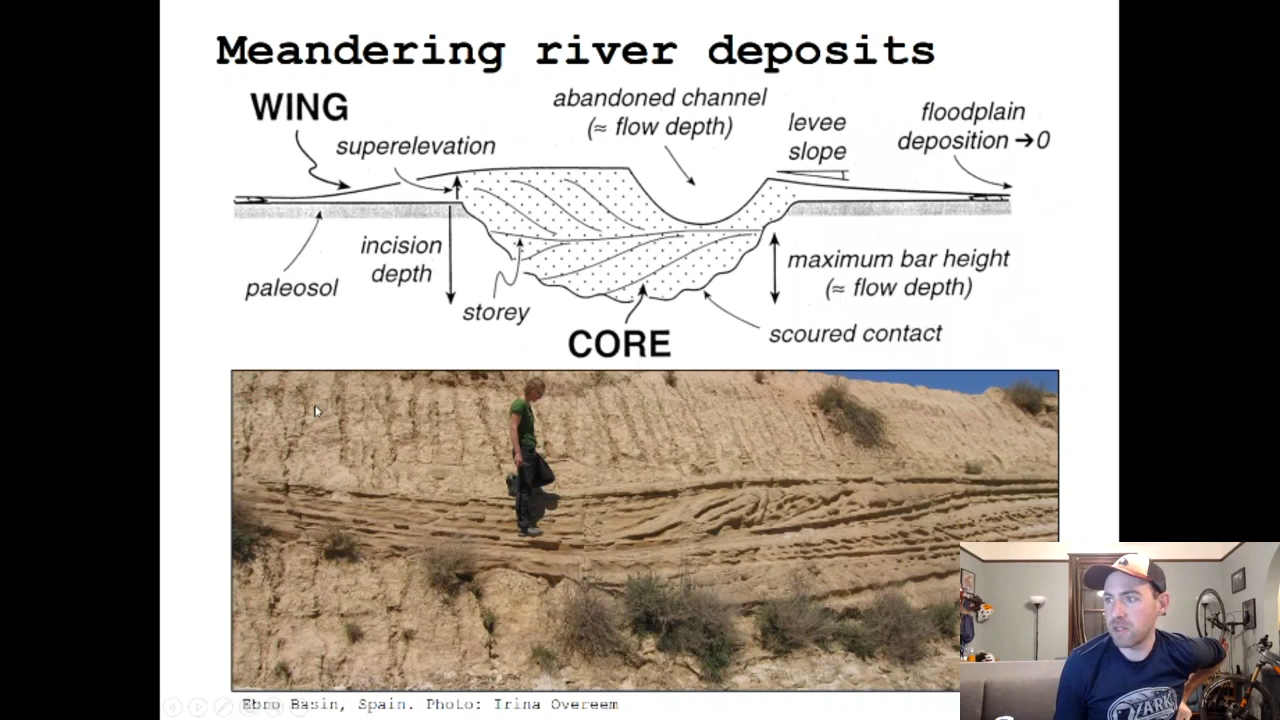 Meandering river deposits
WING
superelevation
abandoned channel
(≈ flow depth)
levee
slope
floodplain
deposition →0
paleosol
incision
depth
storey
CORE
maximum bar height
(≈ flow depth)
scoured contact
Ebro Basin, Spain. Photo: Irina Overeem
OZARK